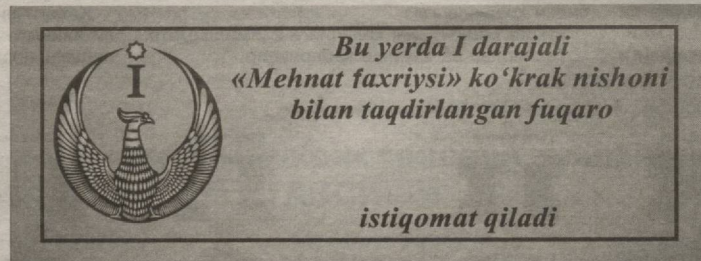 I
Bu yerda I darajali
«Mehnat faxriysi» ko‘krak nishoni
bilan taqdirlangan fuqaro
istiqomat qiladi